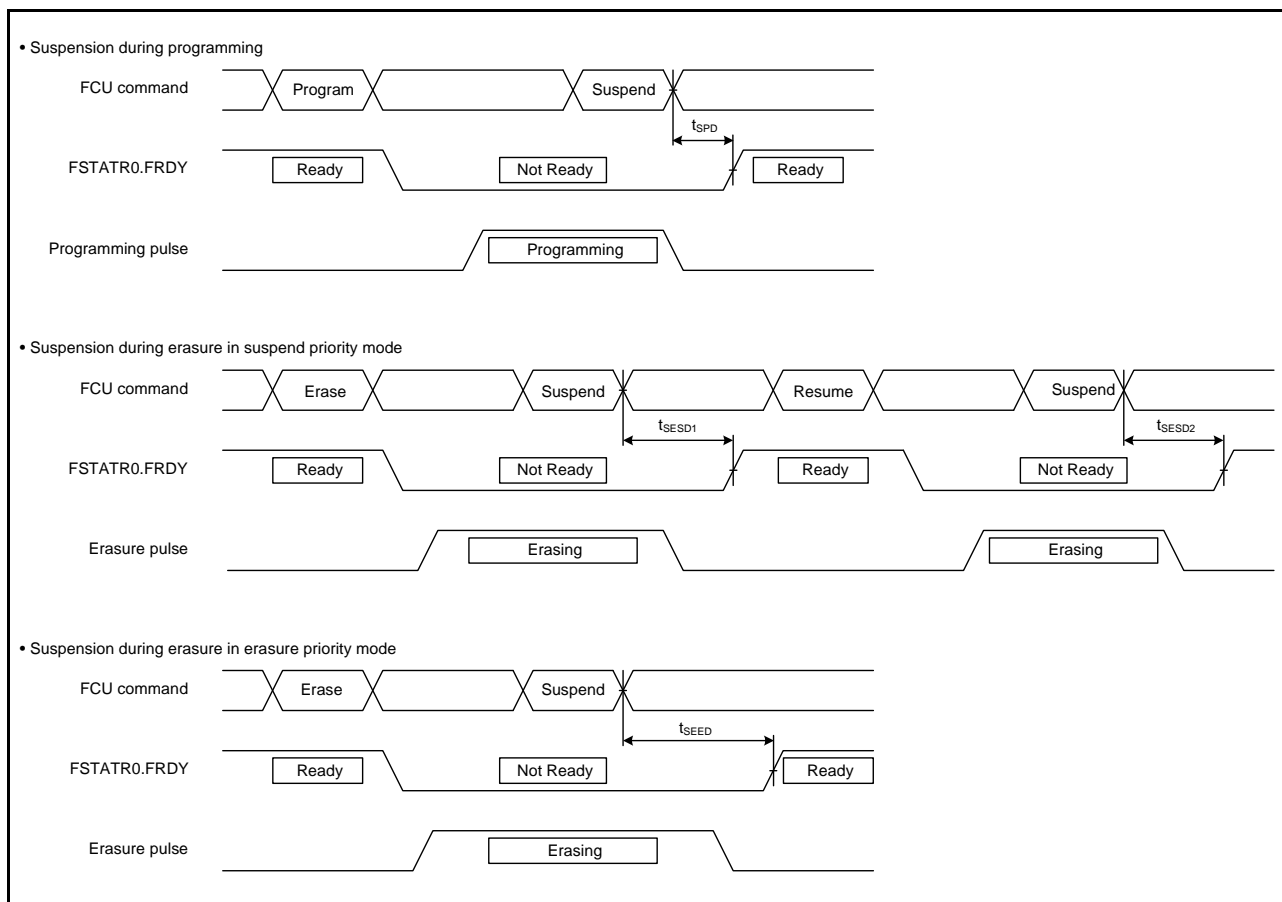 • Suspension during programming
FCU command
Program
Suspend
tSPD
FSTATR0.FRDY
Ready
Not Ready
Ready
Programming pulse
Programming
• Suspension during erasure in suspend priority mode
FCU command
Erase
Suspend
Resume
Suspend
tSESD1
tSESD2
FSTATR0.FRDY
Ready
Not Ready
Ready
Not Ready
Erasure pulse
Erasing
Erasing
• Suspension during erasure in erasure priority mode
FCU command
Erase
Suspend
tSEED
FSTATR0.FRDY
Ready
Not Ready
Ready
Erasure pulse
Erasing